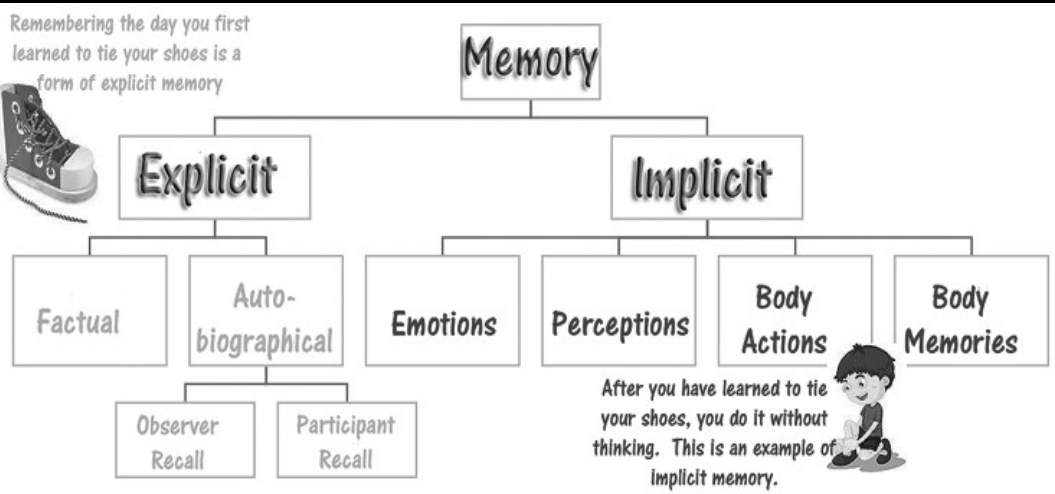 Remembering the day you first
learned to tie your shoes is a
form of explicit memory
Memory
Explicit
Implicit
Factual
Auto-
biographical
Emotions
Perceptions
Body
Actions
Body
Memories
Observer
Recall
Participant
Recall
After you have learned to tie
your shoes, you do it without
thinking. This is an example of
implicit memory.